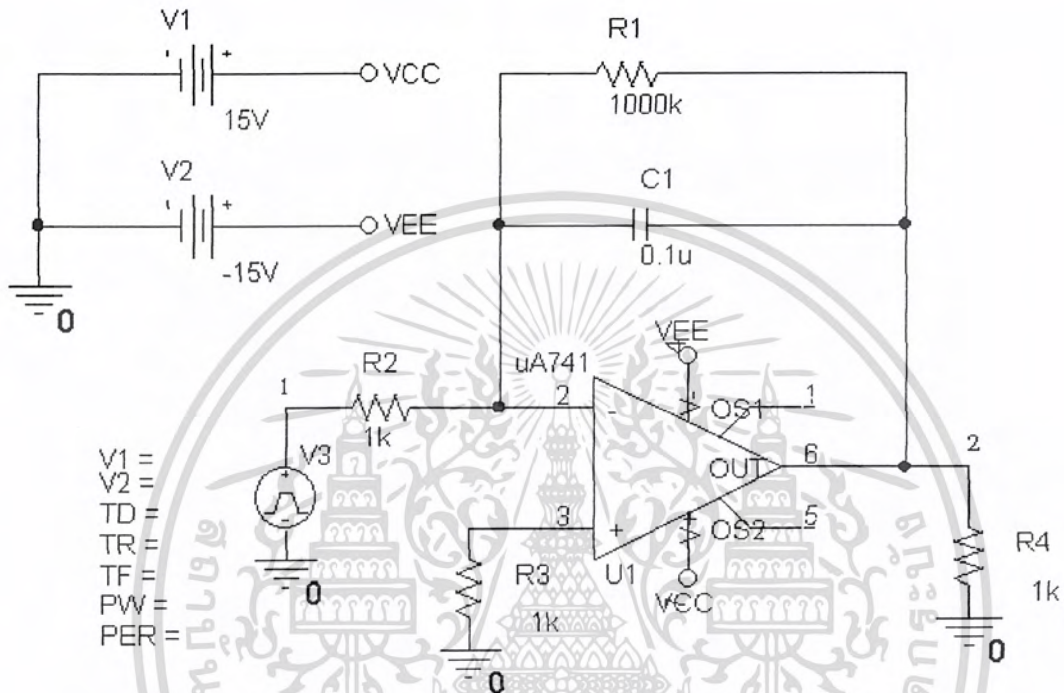 V1
VCC
15V
V2
VEE
-15V
0
R1
1000k
C1
0.1u
VEE
uA741
R2
1
1k
2
-
OS1
1
V3
OUT
6
2
V1 =
V2 =
TD =
TR =
TF =
PW =
PER =
3
+
OS2
5
R3
U1
R4
1k
VCC
1k
0
0
0